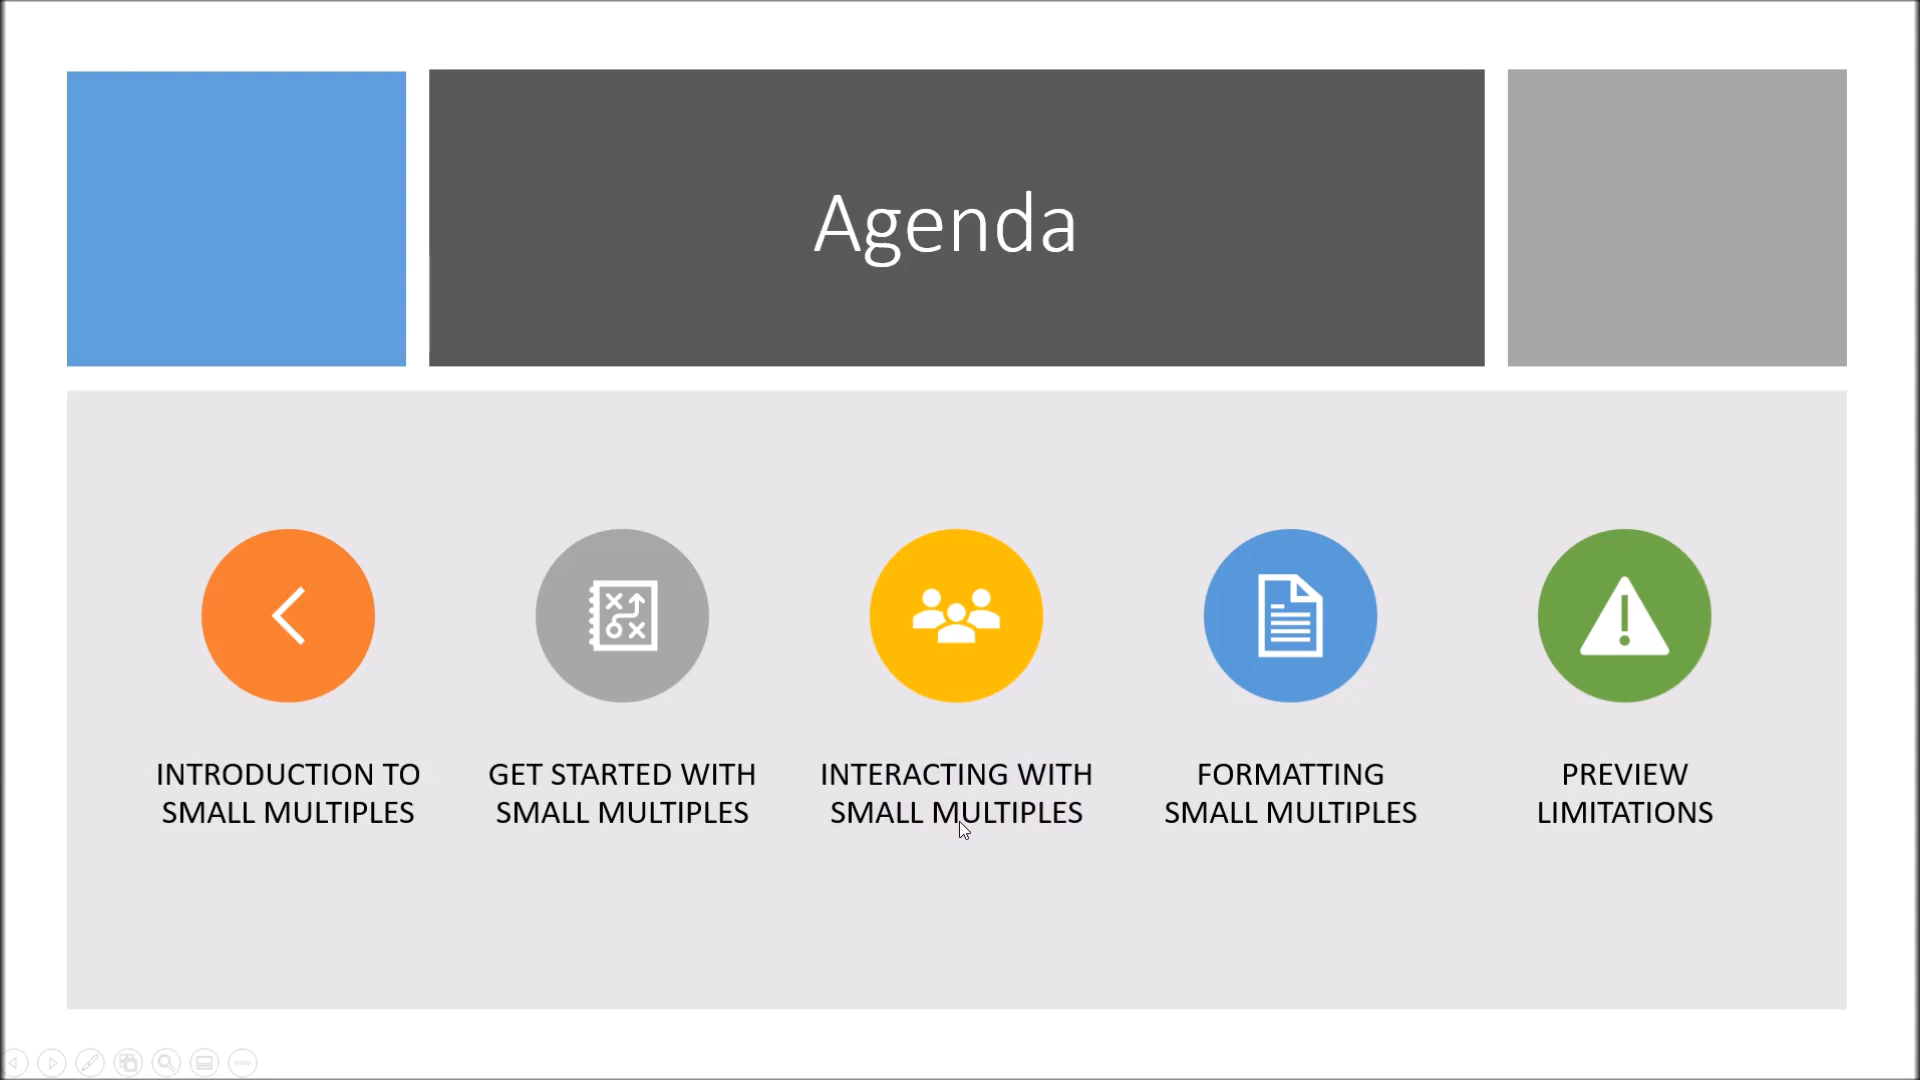 Agenda
INTRODUCTION TO
SMALL MULTIPLES
GET STARTED WITH
SMALL MULTIPLES
INTERACTING WITH
SMALL MULTIPLES
FORMATTING
SMALL MULTIPLES
PREVIEW
LIMITATIONS